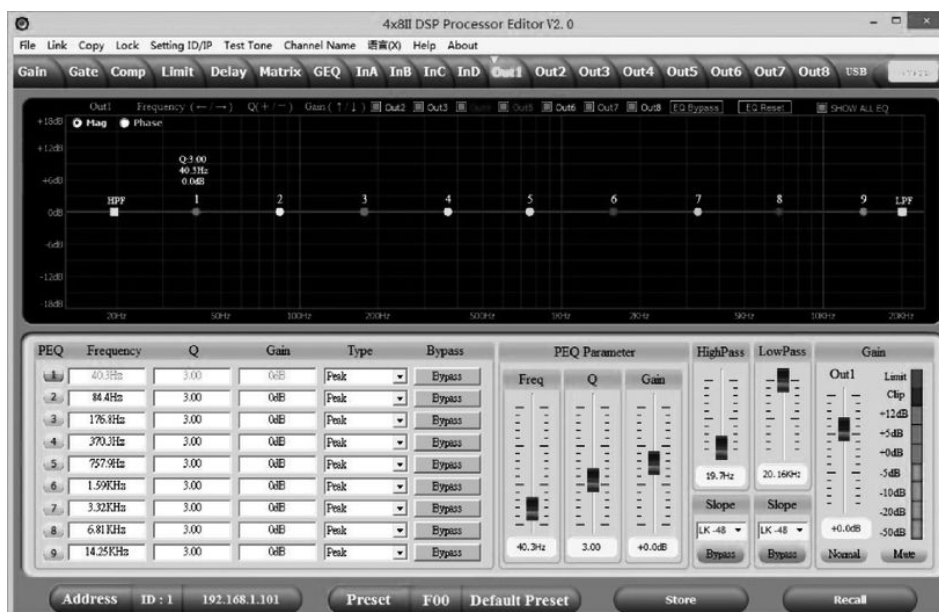 4x8II DSP Processor Editor V2. 0
File Link Copy Lock Setting ID/IP Test Tone Channel Name 语言(X) Help About
Gain Gate Comp Limit Delay Matrix GEQ InA InB InC InD Out1 Out2 Out3 Out4 Out5 Out6 Out7 Out8 USB
Out1 Frequency (←/→) Q(+/−) Gain (↑/↓) Out2 Out3 Out5 Out6 Out7 Out8 EQ Bypass EQ Reset SHOW ALL EQ
+18dB Mag Phase
+12dB
Q:3.00
40.3Hz
+6dB 0.0dB
HPF 1 2 3 4 5 6 7 8 9 LPF
0dB
-6dB
-12dB
-18dB
20Hz 50Hz 100Hz 200Hz 500Hz 1KHz 2KHz 5KHz 10KHz 20KHz
PEQ Frequency Q Gain Type Bypass
1 40.3Hz 3.00 0dB Peak Bypass
2 84.4Hz 3.00 0dB Peak Bypass
3 176.8Hz 3.00 0dB Peak Bypass
4 370.3Hz 3.00 0dB Peak Bypass
5 757.9Hz 3.00 0dB Peak Bypass
6 1.59KHz 3.00 0dB Peak Bypass
7 3.32KHz 3.00 0dB Peak Bypass
8 6.81KHz 3.00 0dB Peak Bypass
9 14.25KHz 3.00 0dB Peak Bypass
PEQ Parameter
Freq Q Gain
40.3Hz 3.00 +0.0dB
HighPass LowPass
19.7Hz 20.16KHz
Slope Slope
LK-48 LK-48
Bypass Bypass
Gain
Out1 Limit
Clip
+12dB
+5dB
+0dB
-5dB
-10dB
-20dB
+0.0dB -50dB
Normal Mute
Address ID : 1 192.168.1.101 Preset F00 Default Preset Store Recall